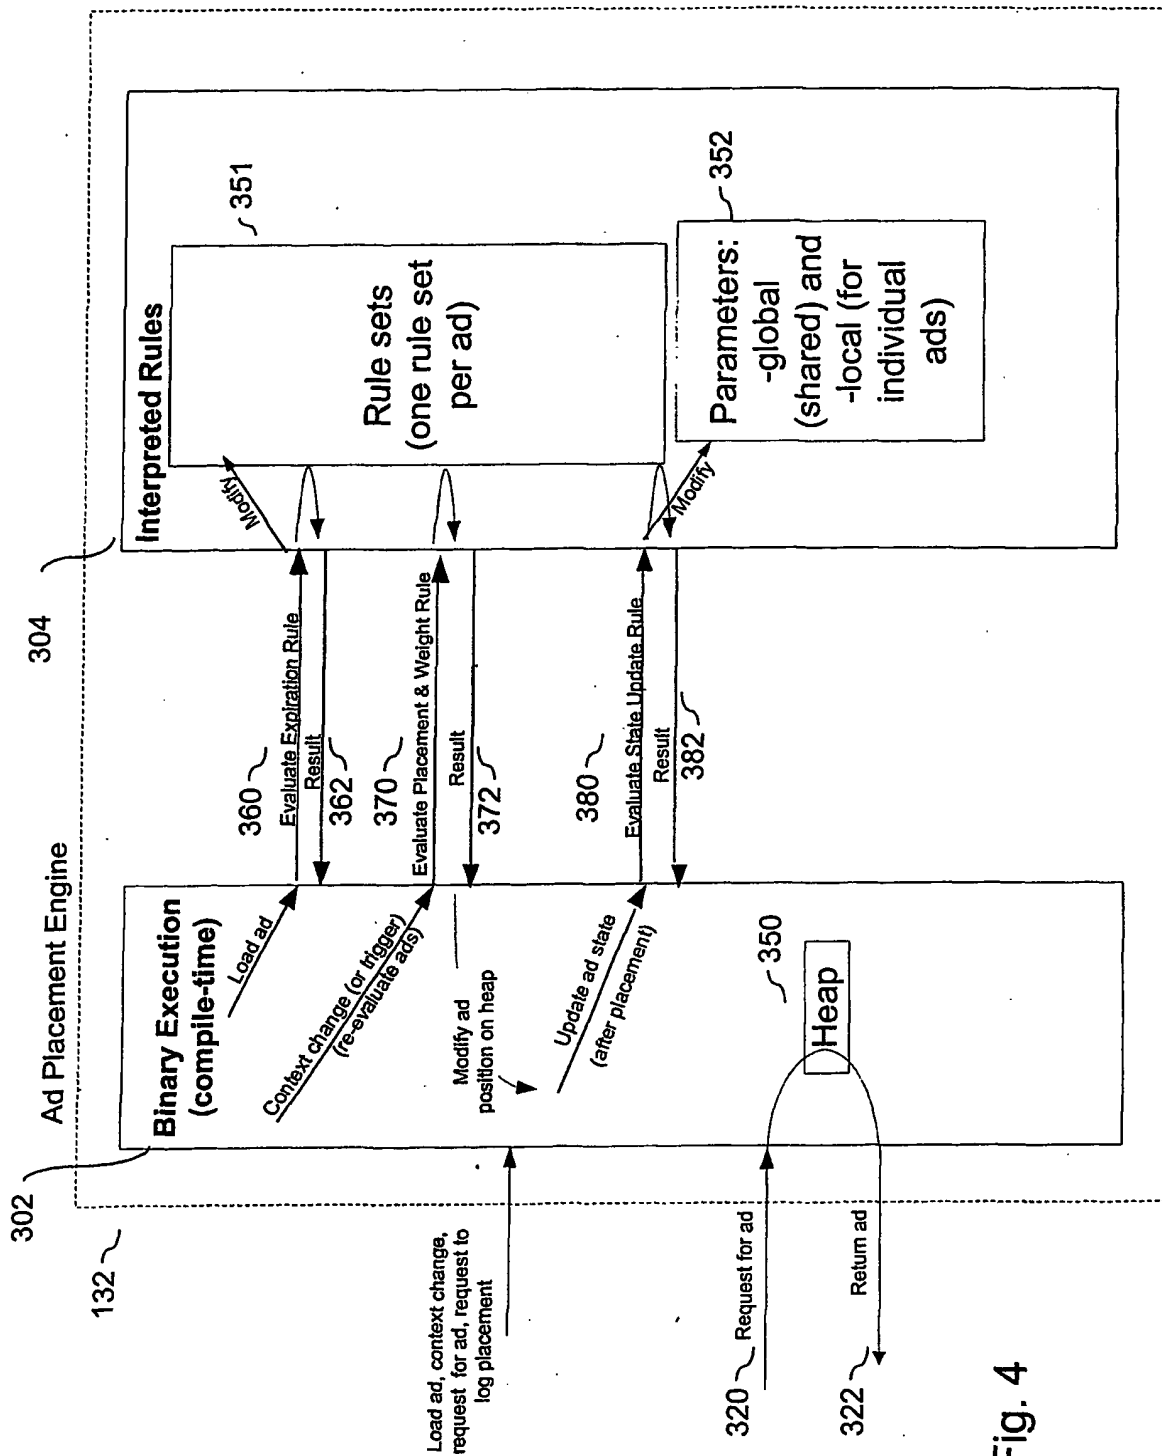 Ad Placement Engine
132
302
304
Binary Execution
(compile-time)
Load ad
Context change (or trigger)
(re-evaluate ads)
Modify ad
position on heap
Update ad state
(after placement)
350
Heap
360
Evaluate Expiration Rule
Result
362
370
Evaluate Placement & Weight Rule
Result
372
380
Evaluate State Update Rule
Result
382
Interpreted Rules
Modify
351
Rule sets
(one rule set
per ad)
Modify
352
Parameters:
-global
(shared) and
-local (for
individual
ads)
Load ad, context change,
request for ad, request to
log placement
320
Request for ad
322
Return ad
Fig. 4